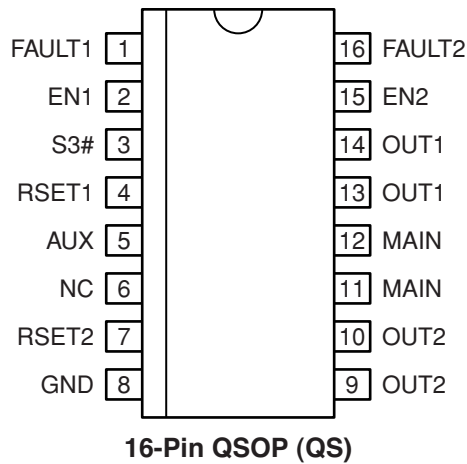 FAULT1 1 16 FAULT2
EN1 2 15 EN2
S3# 3 14 OUT1
RSET1 4 13 OUT1
AUX 5 12 MAIN
NC 6 11 MAIN
RSET2 7 10 OUT2
GND 8 9 OUT2
16-Pin QSOP (QS)